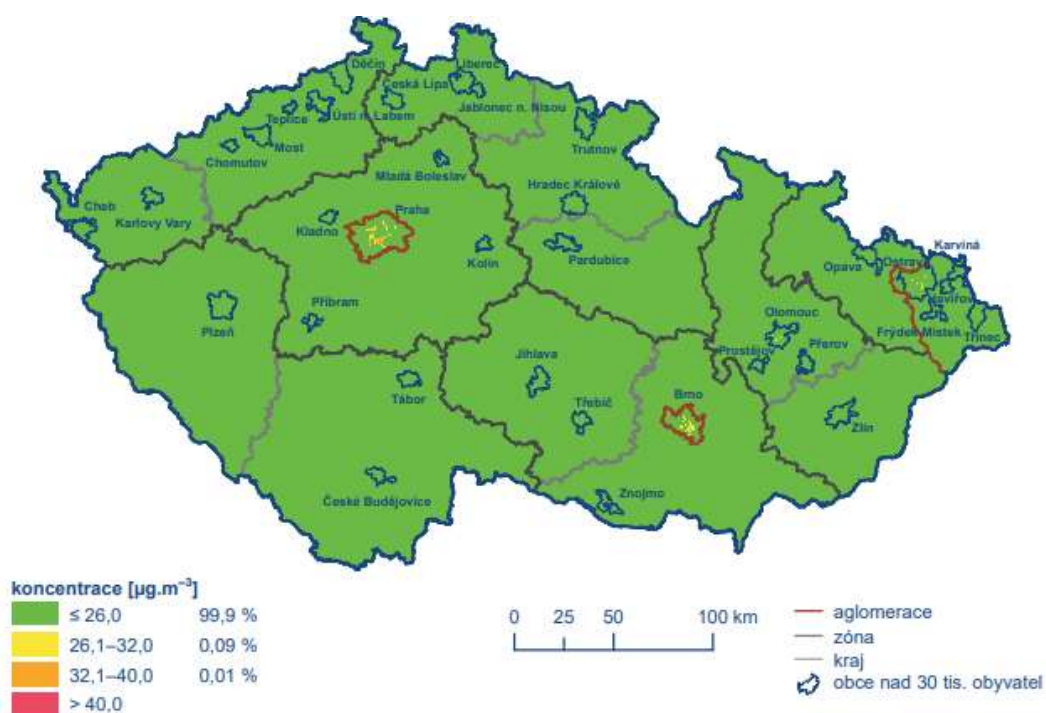 Děčín
Liberec
Česká Lípa
Teplice
Ústí n. Labem
Jablonec n. Nisou
Most
Chomutov
Trutnov
Mladá Boleslav
Hradec Králové
Cheb
Karlovy Vary
Praha
Kladno
Kolín
Pardubice
Karviná
Opava
Ostrava
Havířov
Příbram
Plzeň
Olomouc
Frýdek Místek
Třinec
Prostějov
Přerov
Jihlava
Tábor
Třebíč
Brno
Zlín
České Budějovice
Znojmo
koncentrace [µg.m⁻³]
≤ 26,0 99,9 %
26,1–32,0 0,09 %
32,1–40,0 0,01 %
> 40,0
0 25 50 100 km
aglomerace
zóna
kraj
obce nad 30 tis. obyvatel